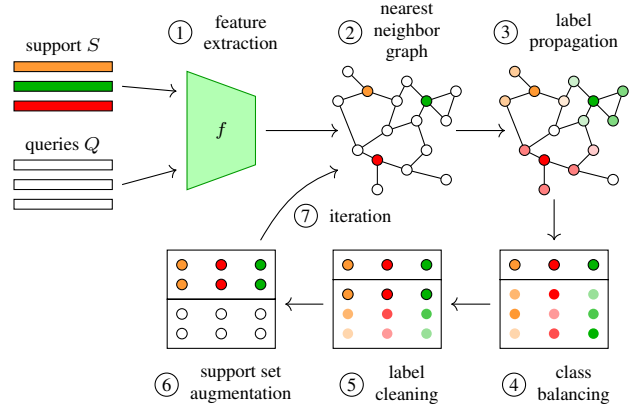 support S
queries Q
① feature
extraction
f
② nearest
neighbor
graph
③ label
propagation
⑦ iteration
⑥ support set
augmentation
⑤ label
cleaning
④ class
balancing